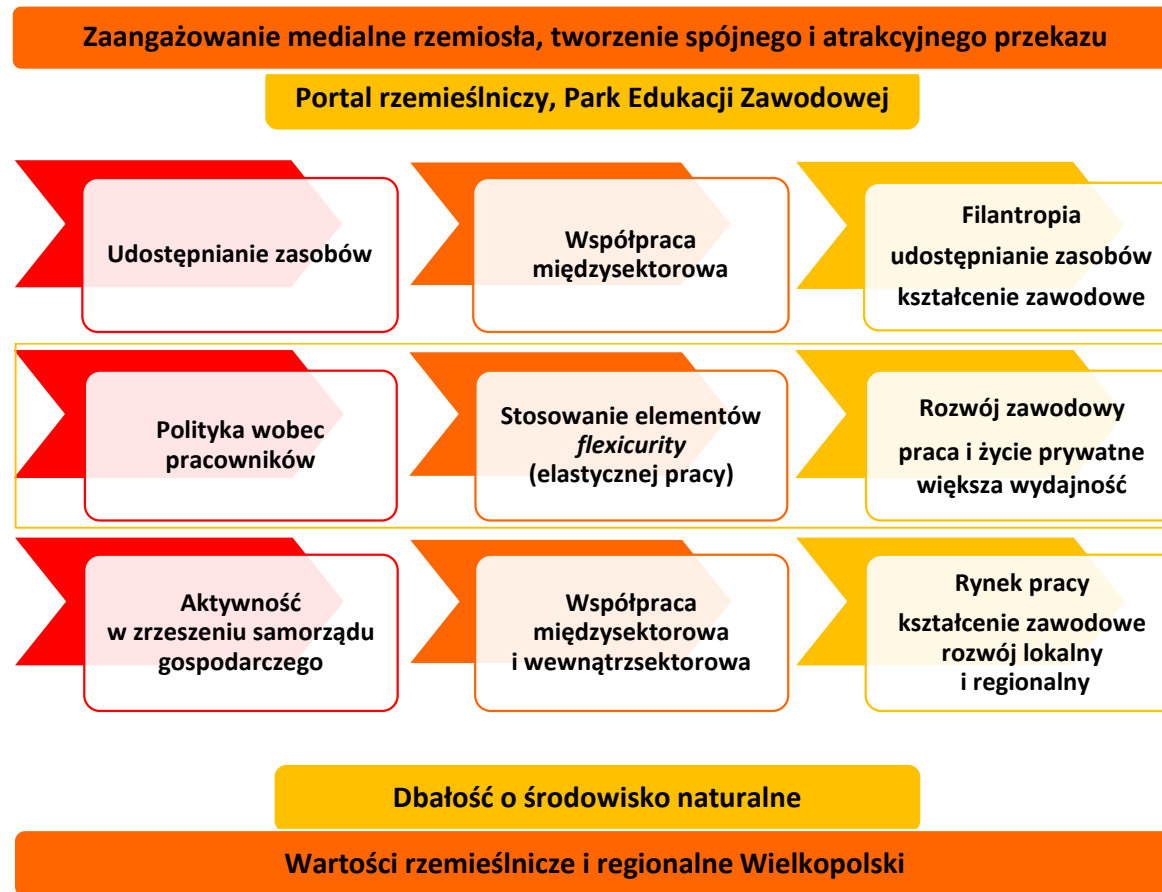 Zaangażowanie medialne rzemiosła, tworzenie spójnego i atrakcyjnego przekazu
Portal rzemieślniczy, Park Edukacji Zawodowej
Udostępnianie zasobów
Współpraca
międzysektorowa
Filantropia
udostępnianie zasobów
kształcenie zawodowe
Polityka wobec
pracowników
Stosowanie elementów
flexicurity
(elastycznej pracy)
Rozwój zawodowy
praca i życie prywatne
większa wydajność
Aktywność
w zrzeszeniu samorządu
gospodarczego
Współpraca
międzysektorowa
i wewnątrzsektorowa
Rynek pracy
kształcenie zawodowe
rozwój lokalny
i regionalny
Dbałość o środowisko naturalne
Wartości rzemieślnicze i regionalne Wielkopolski